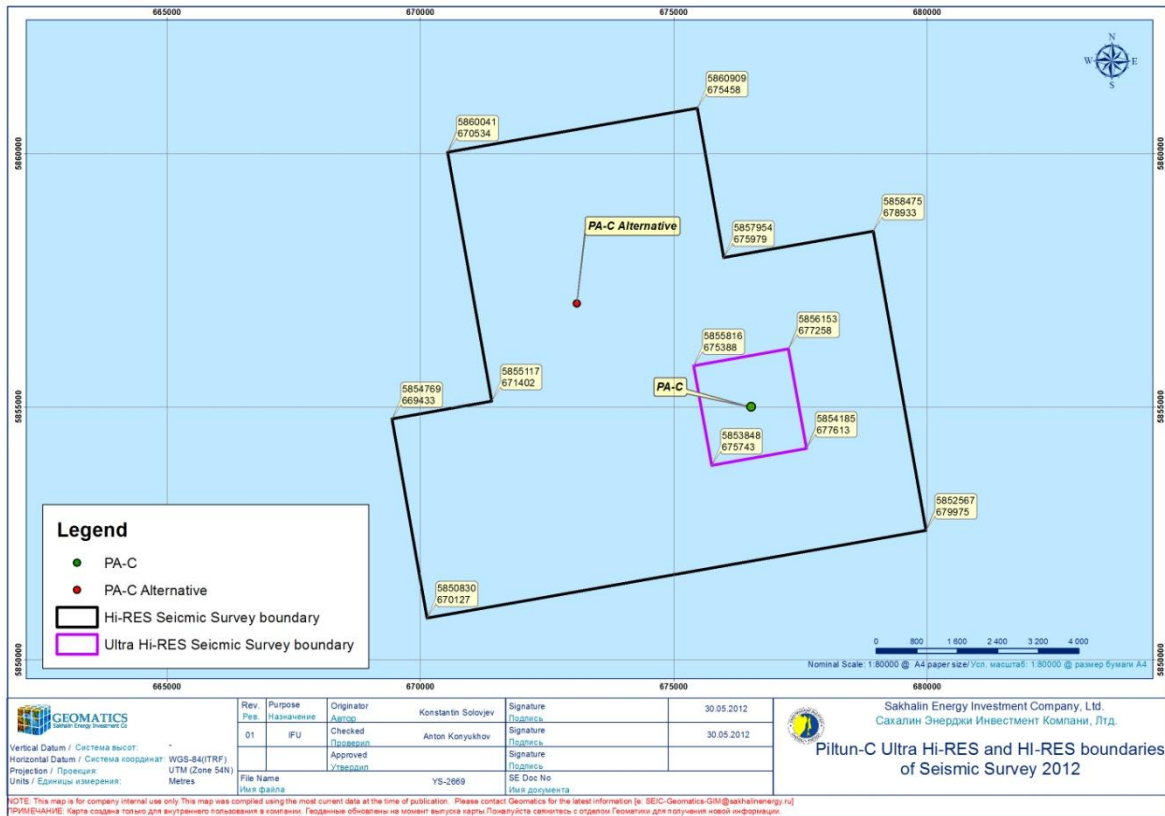 665000
670000
675000
680000
N
W
E
S
5860909
675458
5860041
670534
5860000
5860000
5858475
678933
PA-C Alternative
5857954
675979
5856153
677258
5855816
675388
5855117
671402
5854769
669433
PA-C
5855000
5855000
5854185
677613
5853848
675743
5852567
679975
5850830
670127
Legend
PA-C
PA-C Alternative
Hi-RES Seicmic Survey boundary
Ultra Hi-RES Seicmic Survey boundary
5850000
5850000
0 800 1 600 2 400 3 200 4 000
Nominal Scale: 1:80000 @ A4 paper size/ Усл. масштаб: 1:80000 @ размер бумаги A4
665000
670000
675000
680000
GEOMATICS
Sakhalin Energy Investment Co
Vertical Datum / Система высот: -
Horizontal Datum / Система координат: WGS-84(ITRF)
Projection / Проекция: UTM (Zone 54N)
Units / Единицы измерения: Metres
Rev.
Рев.
Purpose
Назначение
Originator
Автор
Konstantin Solovjev
Signature
Подпись
30.05.2012
01
IFU
Checked
Проверил
Anton Konyukhov
Signature
Подпись
30.05.2012
Approved
Утвердил
Signature
Подпись
File Name
Имя файла
YS-2669
SE Doc No
Имя документа
Sakhalin Energy Investment Company, Ltd.
Сахалин Энерджи Инвестмент Компани, Лтд.
Piltun-C Ultra Hi-RES and HI-RES boundaries
of Seismic Survey 2012
NOTE: This map is for company internal use only. This map was compiled using the most current data at the time of publication. Please contact Geomatics for the latest information [e: SEIC-Geomatics-GIM@sakhalinenergy.ru]
ПРИМЕЧАНИЕ: Карта создана только для внутреннего пользования в компании. Геоданные обновлены на момент выпуска карты.Пожалуйста свяжитесь с отделом Геоматики для получения новой информации.